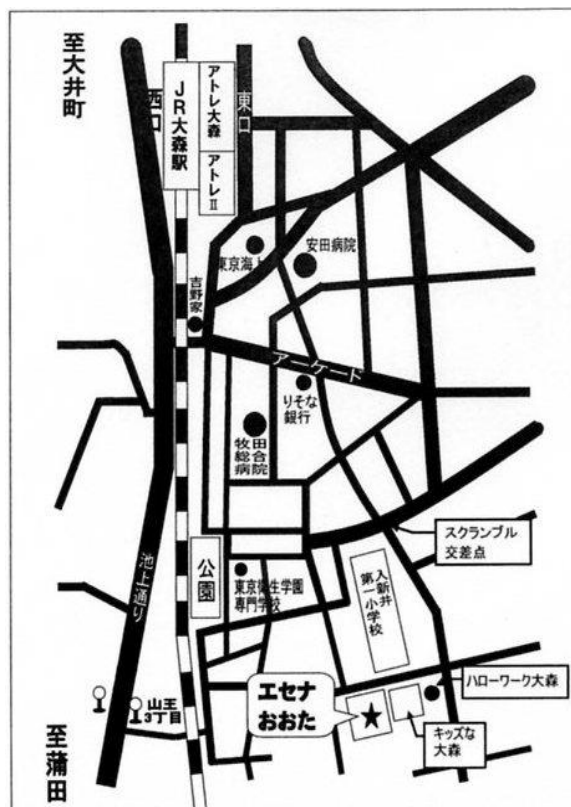 至大井町
西口
JR大森駅
アトレ大森
アトレⅡ
東口
東京海上
安田病院
吉野家
アーケード
りそな
銀行
牧田
総合
病院
スクランブル
交差点
池上通り
公園
東京衛生学園
専門学校
入新井
第一小学校
ハローワーク大森
エセナ
おおた
キッズな
大森
山王
3丁目
至蒲田